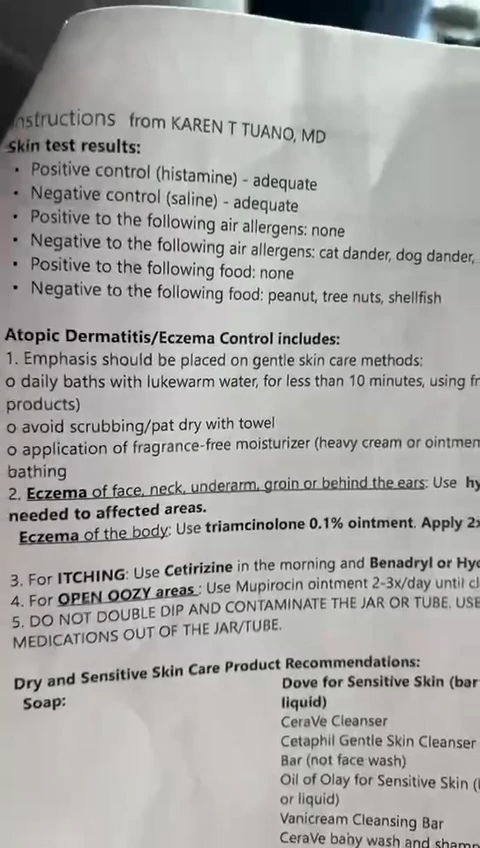 Instructions from KAREN T TUANO, MD
Skin test results:
• Positive control (histamine) - adequate
• Negative control (saline) - adequate
• Positive to the following air allergens: none
• Negative to the following air allergens: cat dander, dog dander,
• Positive to the following food: none
• Negative to the following food: peanut, tree nuts, shellfish
Atopic Dermatitis/Eczema Control includes:
1. Emphasis should be placed on gentle skin care methods:
o daily baths with lukewarm water, for less than 10 minutes, using
products)
o avoid scrubbing/pat dry with towel
o application of fragrance-free moisturizer (heavy cream or
bathing
2. Eczema of face, neck, underarm, groin or behind the ears: Use
needed to affected areas.
Eczema of the body: Use triamcinolone 0.1% ointment. Apply
3. For ITCHING: Use Cetirizine in the morning and Benadryl or
4. For OPEN OOZY areas : Use Mupirocin ointment 2-3x/day until
5. DO NOT DOUBLE DIP AND CONTAMINATE THE JAR OR TUBE. USE
MEDICATIONS OUT OF THE JAR/TUBE.
Dry and Sensitive Skin Care Product Recommendations:
Soap: Dove for Sensitive Skin (bar
liquid)
CeraVe Cleanser
Cetaphil Gentle Skin Cleanser
Bar (not face wash)
Oil of Olay for Sensitive Skin
or liquid)
Vanicream Cleansing Bar
CeraVe baby wash and